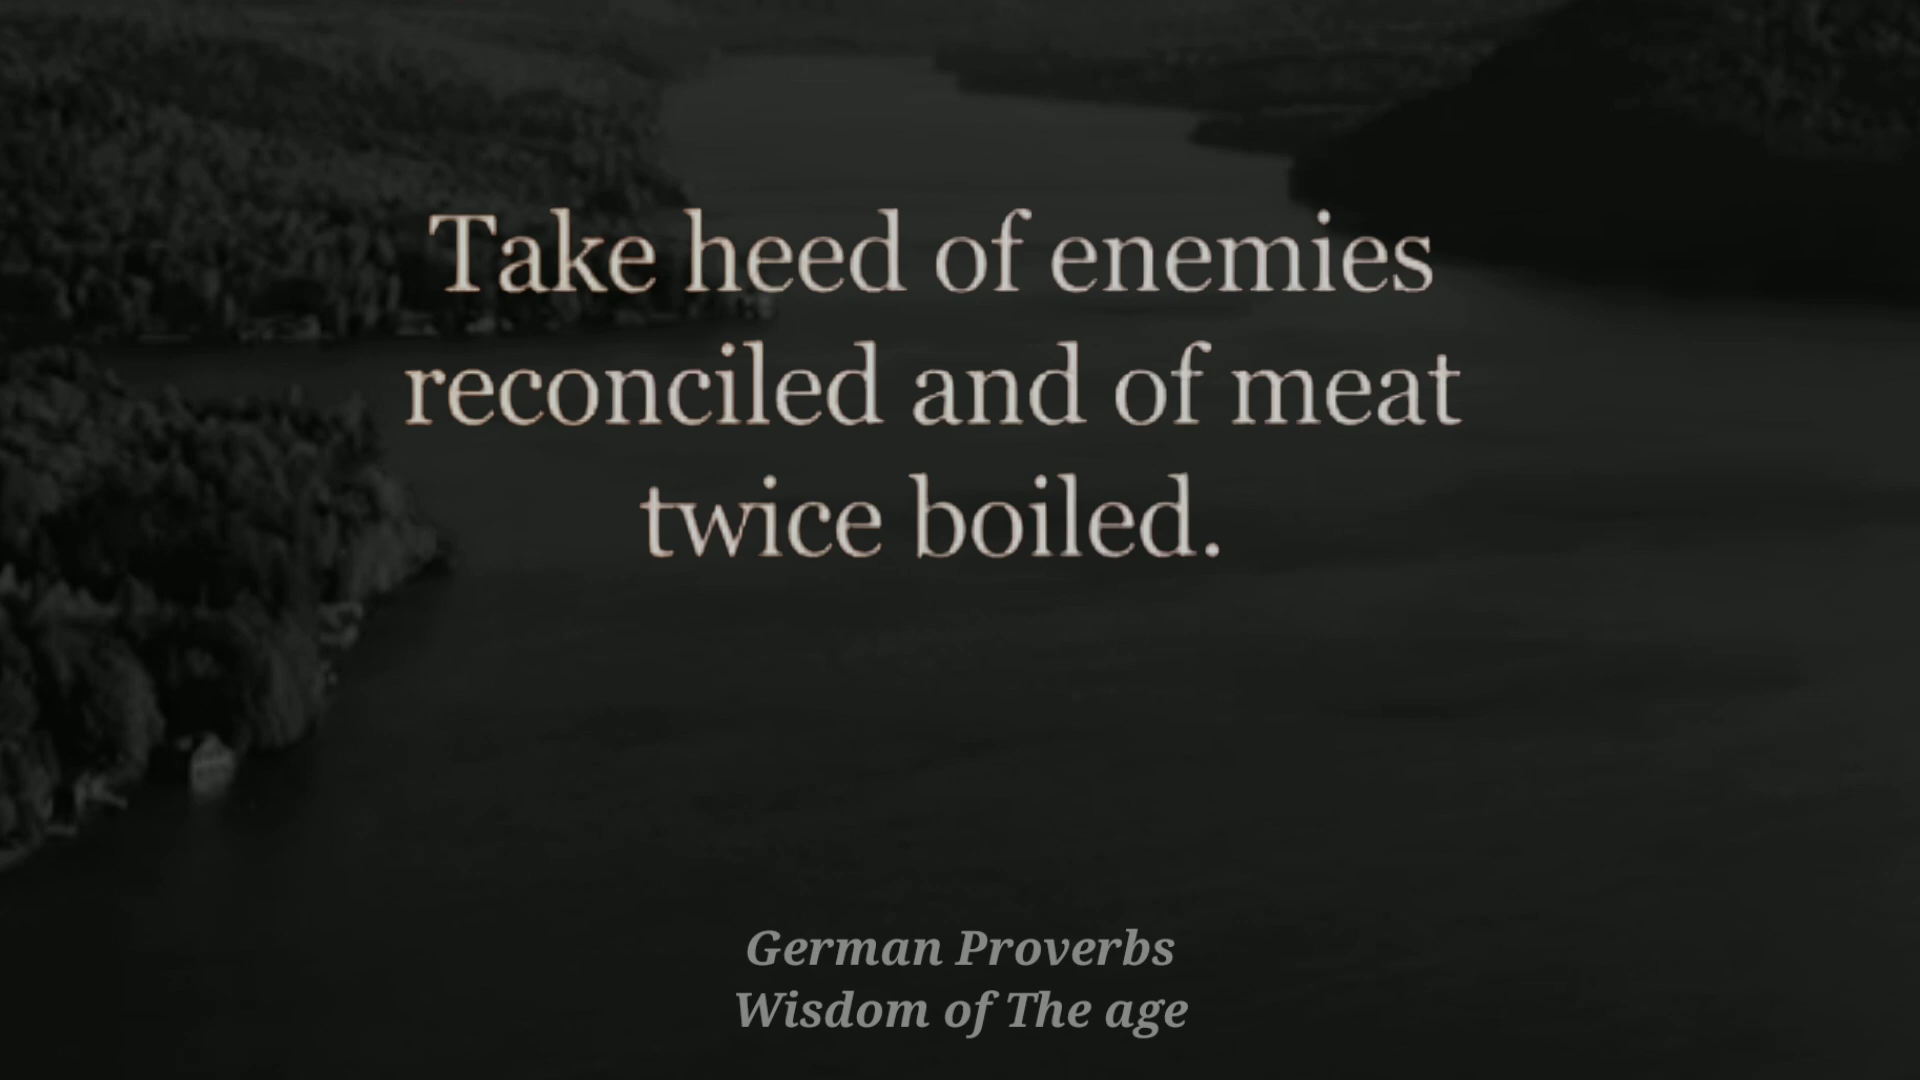 Take heed of enemies
reconciled and of meat
twice boiled.
German Proverbs
Wisdom of The age